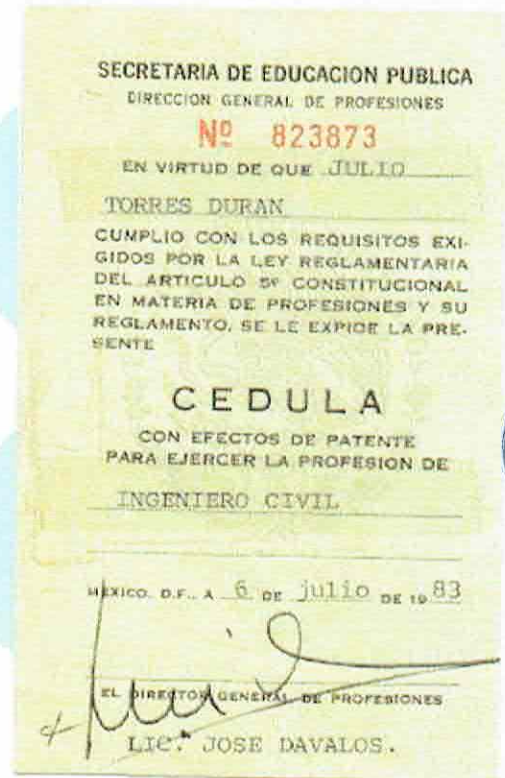 SECRETARIA DE EDUCACION PUBLICA
DIRECCION GENERAL DE PROFESIONES
Nº 823873
EN VIRTUD DE QUE JULIO
TORRES DURAN
CUMPLIO CON LOS REQUISITOS EXI-
GIDOS POR LA LEY REGLAMENTARIA
DEL ARTICULO 5º CONSTITUCIONAL
EN MATERIA DE PROFESIONES Y SU
REGLAMENTO, SE LE EXPIDE LA PRE-
SENTE
CEDULA
CON EFECTOS DE PATENTE
PARA EJERCER LA PROFESION DE
INGENIERO CIVIL
MEXICO, D.F., A 6 DE julio DE 19 83
EL DIRECTOR GENERAL DE PROFESIONES
LIC. JOSE DAVALOS.